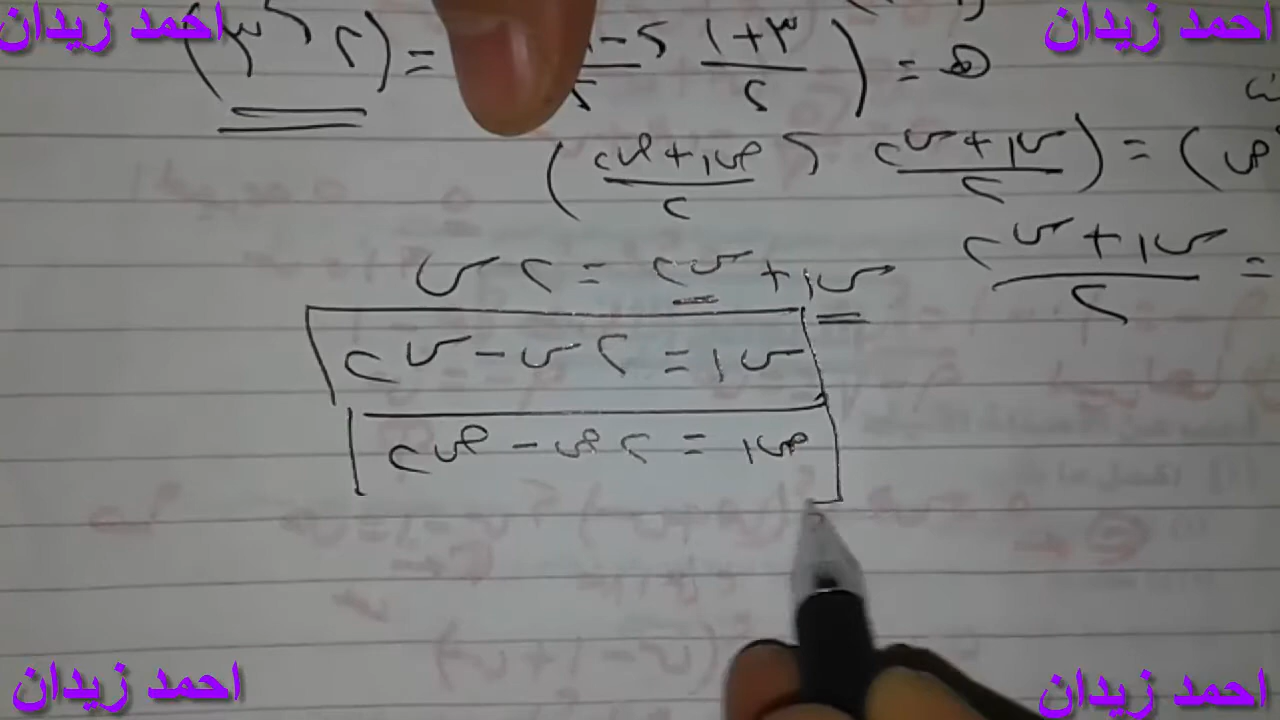 احمد زيدان
احمد زيدان
= ( ١+٣ / ٢ ، / ٢ ) = ( ٢ ، ٣ )
ص) = ( س١ + س٢ / ٢ ، ص١ + ص٢ / ٢ )
= س١ + س٢ / ٢
س١ + س٢ = ٢ س
س١ = ٢ س - س٢
ص١ = ٢ ص - ص٢
احمد زيدان
احمد زيدان